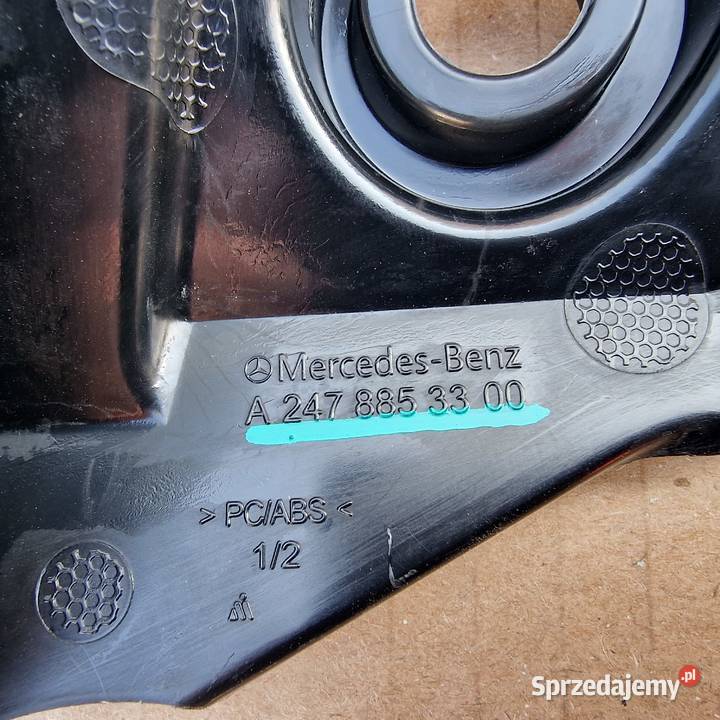 Mercedes-Benz
A 247 885 33 00
> PC/ABS <
1/2
Sprzedajemy.pl